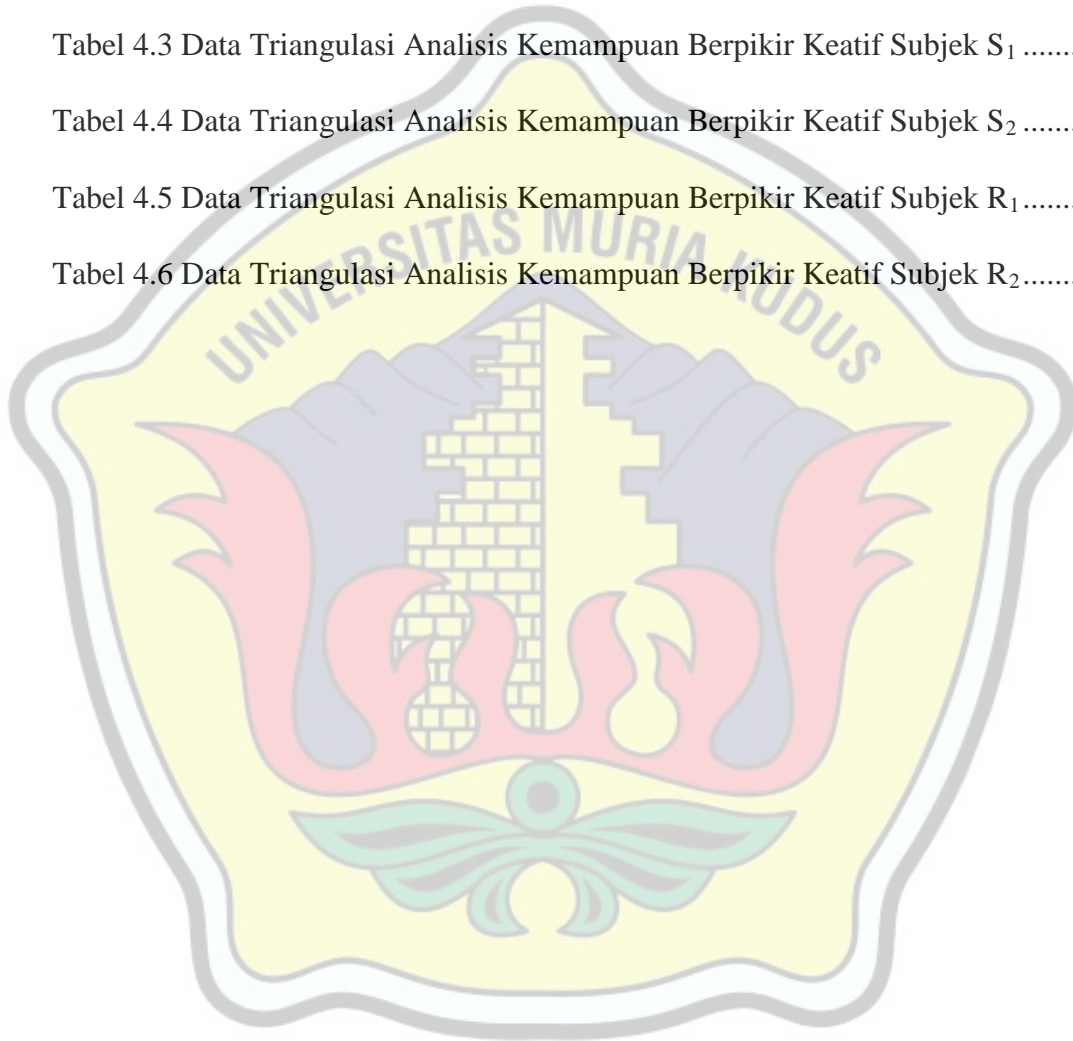 Tabel 4.3 Data Triangulasi Analisis Kemampuan Berpikir Keatif Subjek S₁ .......
Tabel 4.4 Data Triangulasi Analisis Kemampuan Berpikir Keatif Subjek S₂ .......
Tabel 4.5 Data Triangulasi Analisis Kemampuan Berpikir Keatif Subjek R₁.......
Tabel 4.6 Data Triangulasi Analisis Kemampuan Berpikir Keatif Subjek R₂.......
UNIVERSITAS MURIA KUDUS